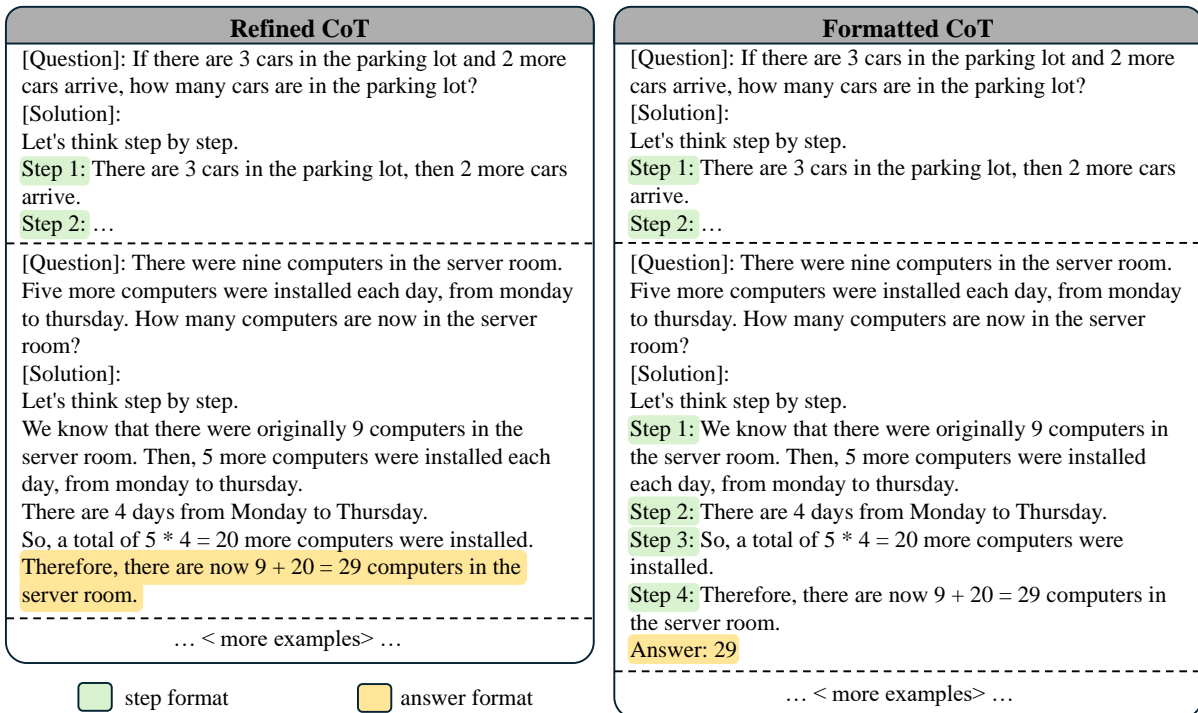 Refined CoT
[Question]: If there are 3 cars in the parking lot and 2 more
cars arrive, how many cars are in the parking lot?
[Solution]:
Let's think step by step.
Step 1: There are 3 cars in the parking lot, then 2 more cars
arrive.
Step 2: …
[Question]: There were nine computers in the server room.
Five more computers were installed each day, from monday
to thursday. How many computers are now in the server
room?
[Solution]:
Let's think step by step.
We know that there were originally 9 computers in the
server room. Then, 5 more computers were installed each
day, from monday to thursday.
There are 4 days from Monday to Thursday.
So, a total of 5 * 4 = 20 more computers were installed.
Therefore, there are now 9 + 20 = 29 computers in the
server room.
… < more examples> …
Formatted CoT
[Question]: If there are 3 cars in the parking lot and 2 more
cars arrive, how many cars are in the parking lot?
[Solution]:
Let's think step by step.
Step 1: There are 3 cars in the parking lot, then 2 more cars
arrive.
Step 2: …
[Question]: There were nine computers in the server room.
Five more computers were installed each day, from monday
to thursday. How many computers are now in the server
room?
[Solution]:
Let's think step by step.
Step 1: We know that there were originally 9 computers in
the server room. Then, 5 more computers were installed
each day, from monday to thursday.
Step 2: There are 4 days from Monday to Thursday.
Step 3: So, a total of 5 * 4 = 20 more computers were
installed.
Step 4: Therefore, there are now 9 + 20 = 29 computers in
the server room.
Answer: 29
… < more examples> …
step format
answer format